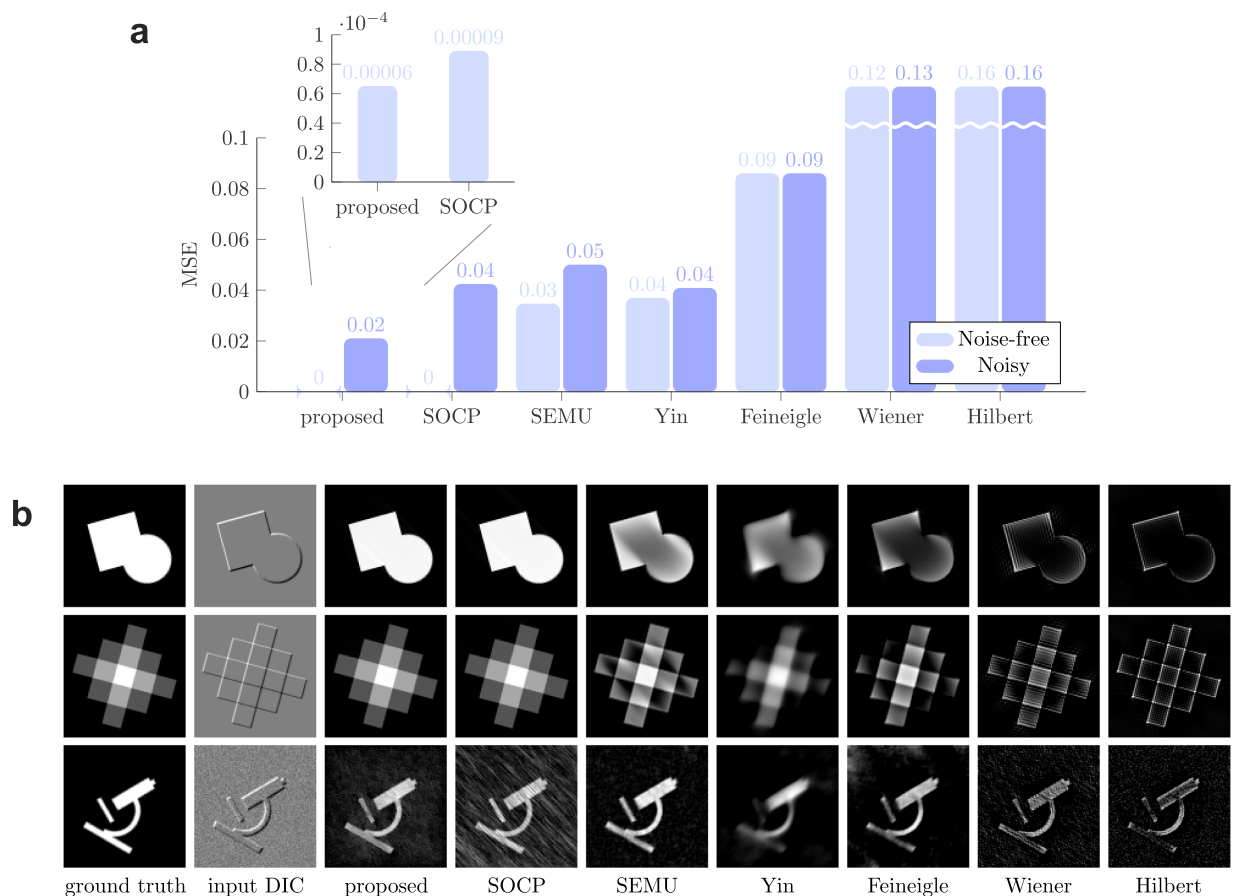 a
·10⁻⁴
1
0.8
0.6
0.4
0.2
0
0.00006
0.00009
proposed
SOCP
MSE
0.1
0.08
0.06
0.04
0.02
0
0
0.02
0
0.04
0.03
0.05
0.04
0.04
0.09
0.09
0.12
0.13
0.16
0.16
Noise-free
Noisy
proposed
SOCP
SEMU
Yin
Feineigle
Wiener
Hilbert
b
ground truth
input DIC
proposed
SOCP
SEMU
Yin
Feineigle
Wiener
Hilbert